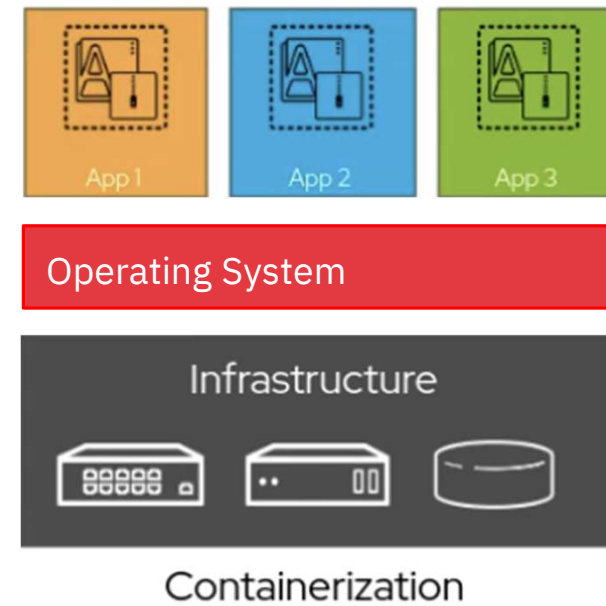 App 1
App 2
App 3
Operating System
Infrastructure
Containerization